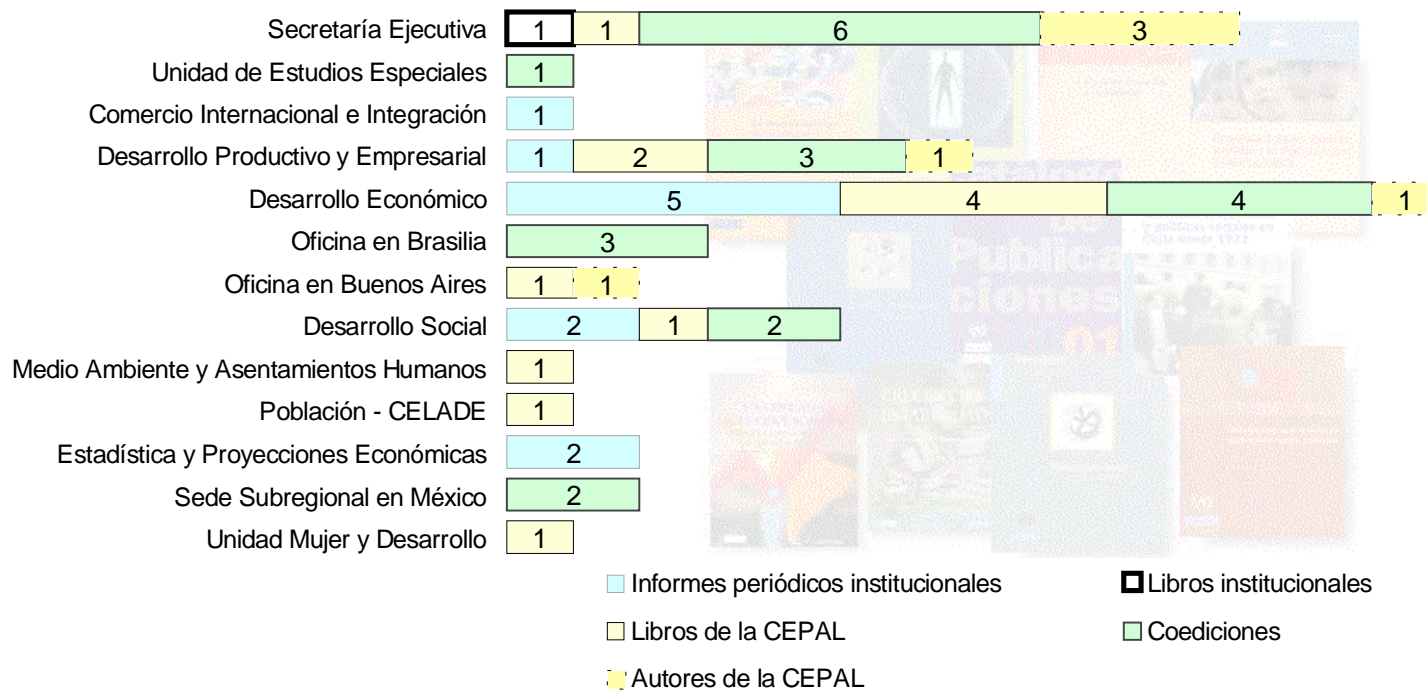 Secretaría Ejecutiva 1 1 6 3
Unidad de Estudios Especiales 1
Comercio Internacional e Integración 1
Desarrollo Productivo y Empresarial 1 2 3 1
Desarrollo Económico 5 4 4 1
Oficina en Brasilia 3
Oficina en Buenos Aires 1 1
Desarrollo Social 2 1 2
Medio Ambiente y Asentamientos Humanos 1
Población - CELADE 1
Estadística y Proyecciones Económicas 2
Sede Subregional en México 2
Unidad Mujer y Desarrollo 1
Publica
ciones
01
Informes periódicos institucionales Libros institucionales
Libros de la CEPAL Coediciones
Autores de la CEPAL